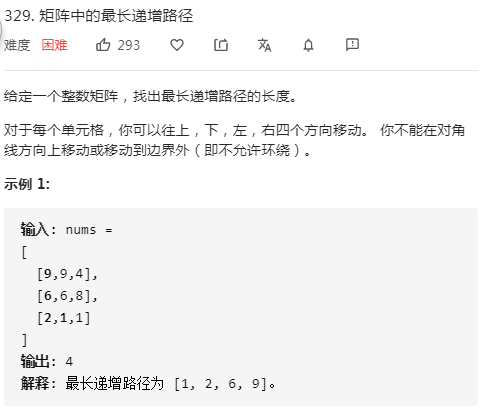 329. 矩阵中的最长递增路径
难度 困难 293
给定一个整数矩阵，找出最长递增路径的长度。
对于每个单元格，你可以往上，下，左，右四个方向移动。 你不能在对角
线方向上移动或移动到边界外（即不允许环绕）。
示例 1:
输入: nums =
[
[9,9,4],
[6,6,8],
[2,1,1]
]
输出: 4
解释: 最长递增路径为 [1, 2, 6, 9]。